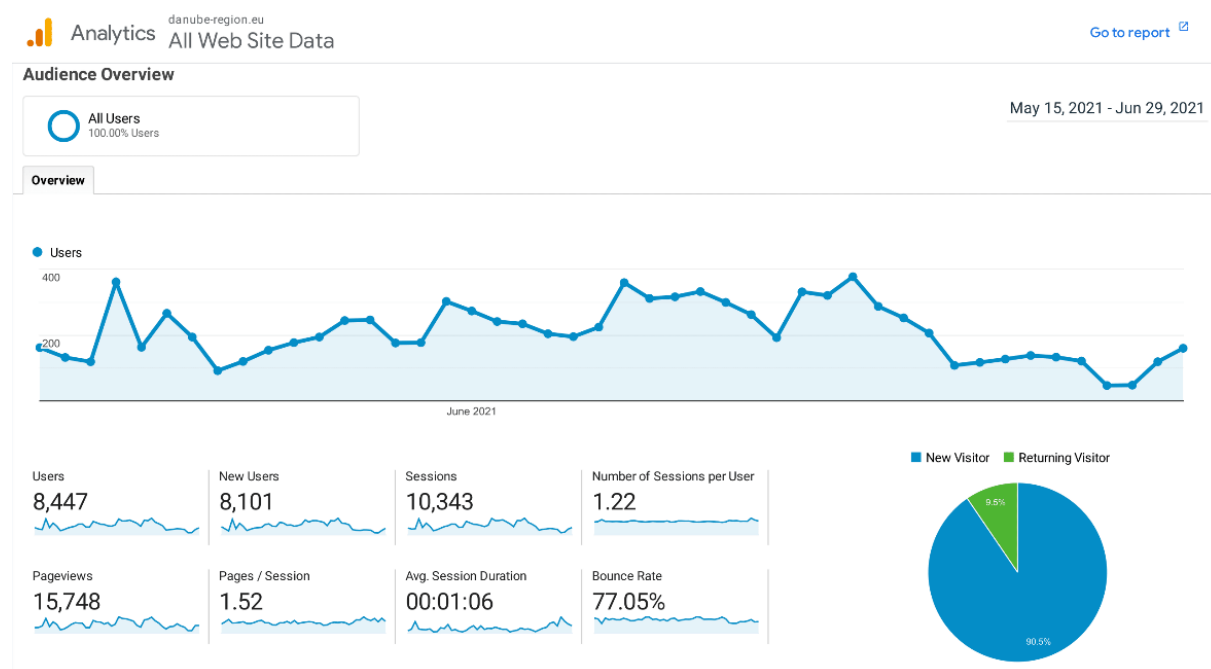 danube-region.eu
Analytics
All Web Site Data
Go to report
Audience Overview
All Users
100.00% Users
May 15, 2021 - Jun 29, 2021
Overview
Users
400
200
June 2021
New Visitor
Returning Visitor
Users
New Users
Sessions
Number of Sessions per User
8,447
8,101
10,343
1.22
9.5%
Pageviews
Pages / Session
Avg. Session Duration
Bounce Rate
15,748
1.52
00:01:06
77.05%
90.5%